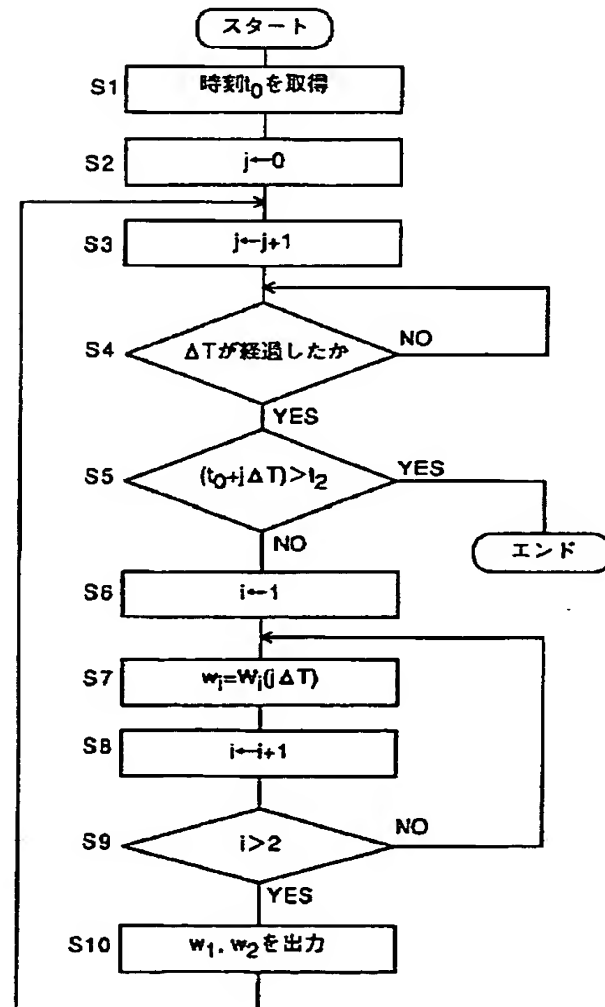 スタート
S1 時刻t₀を取得
S2 j←0
S3 j←j+1
S4 ΔTが経過したか NO
YES
S5 (t₀+jΔT)>t₂ YES
NO エンド
S6 i←1
S7 wᵢ=Wᵢ(jΔT)
S8 i←i+1
S9 i>2 NO
YES
S10 w₁, w₂を出力